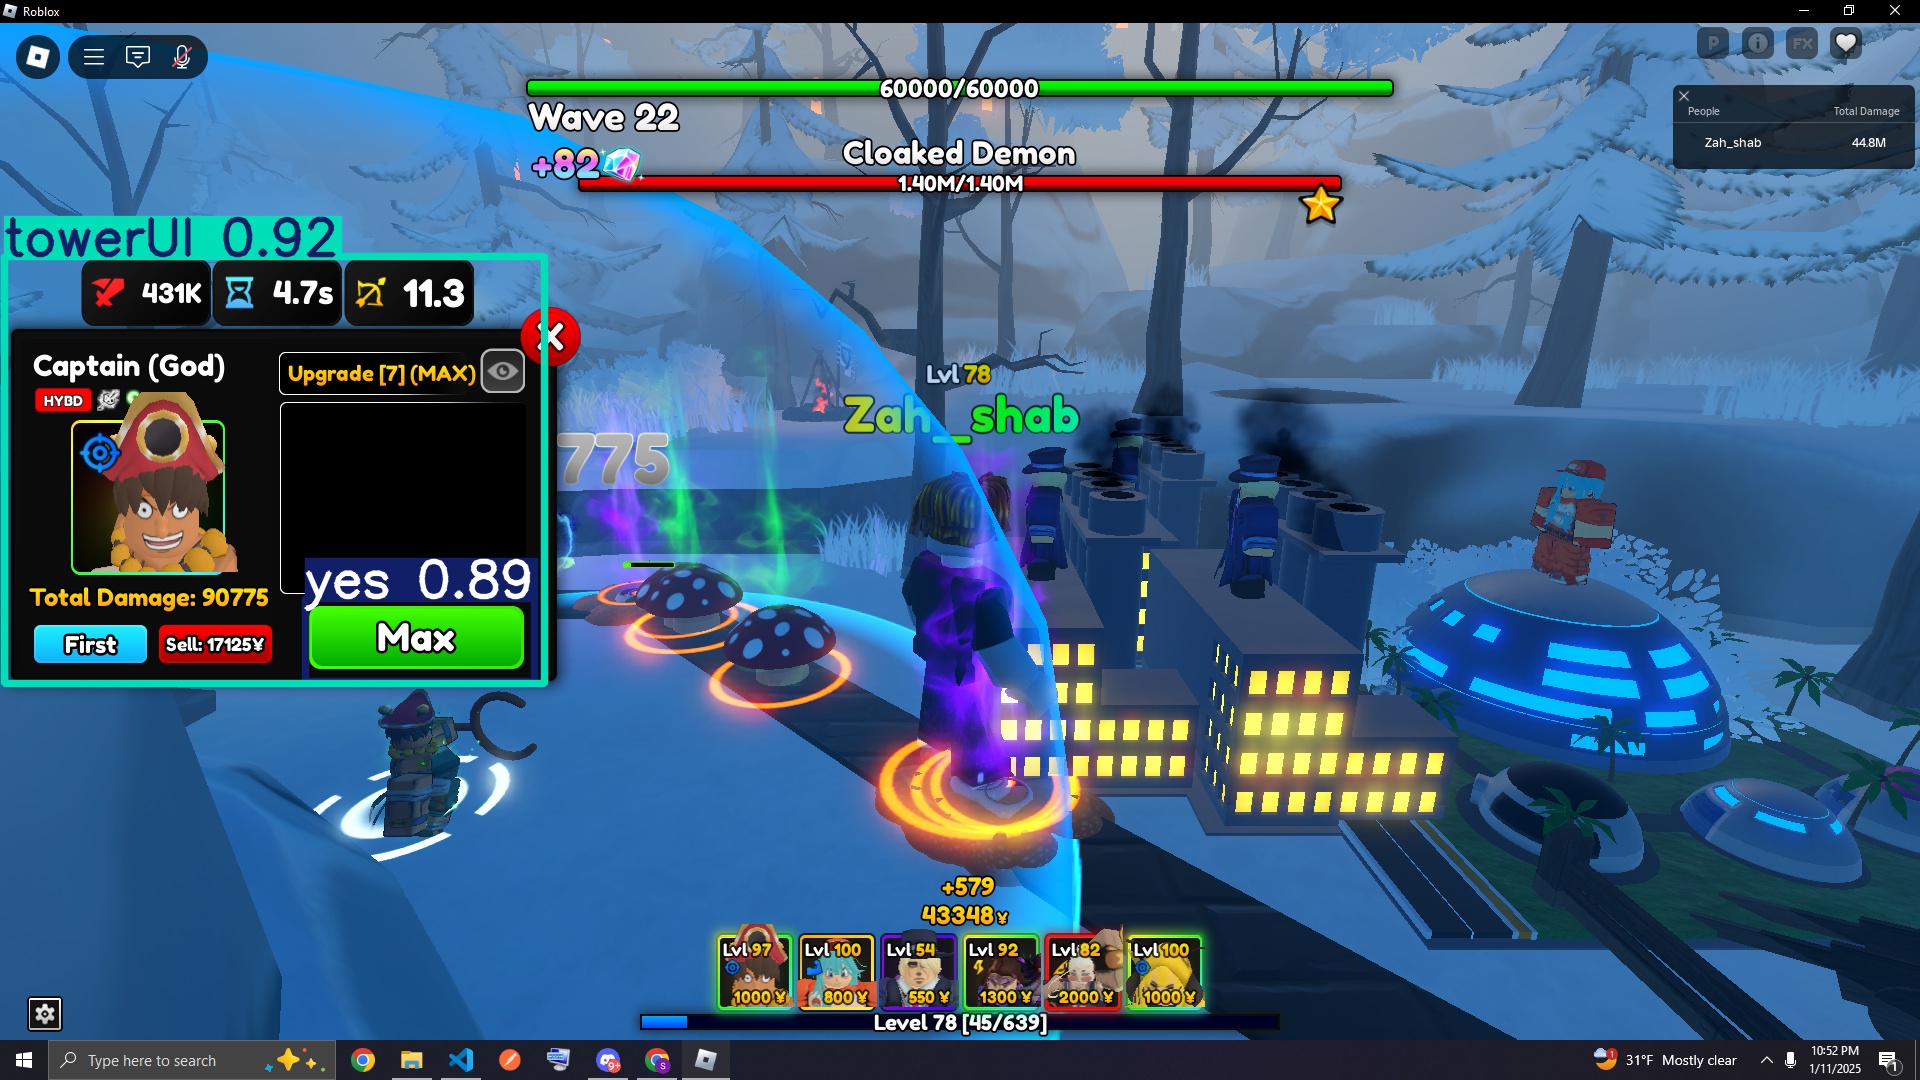 Roblox
60000/60000
Wave 22
+82
Cloaked Demon
1.40M/1.40M
P
i
FX
People Total Damage
Zah_shab 44.8M
towerUI 0.92
431K 4.7s 11.3
X
Captain (God)
Upgrade [7] (MAX)
HYBD
775
Lvl 78
Zah_shab
yes 0.89
Total Damage: 90775
First
Sell: 17125¥
Max
+579
43348¥
Lvl 97 Lvl 100 Lvl 54 Lvl 92 Lvl 82 Lvl 100
1000 ¥ 800 ¥ 550 ¥ 1300 ¥ 2000 ¥ 1000 ¥
Level 78 [45/639]
Type here to search
9+
S
1
31°F Mostly clear
10:52 PM
1/11/2025
1